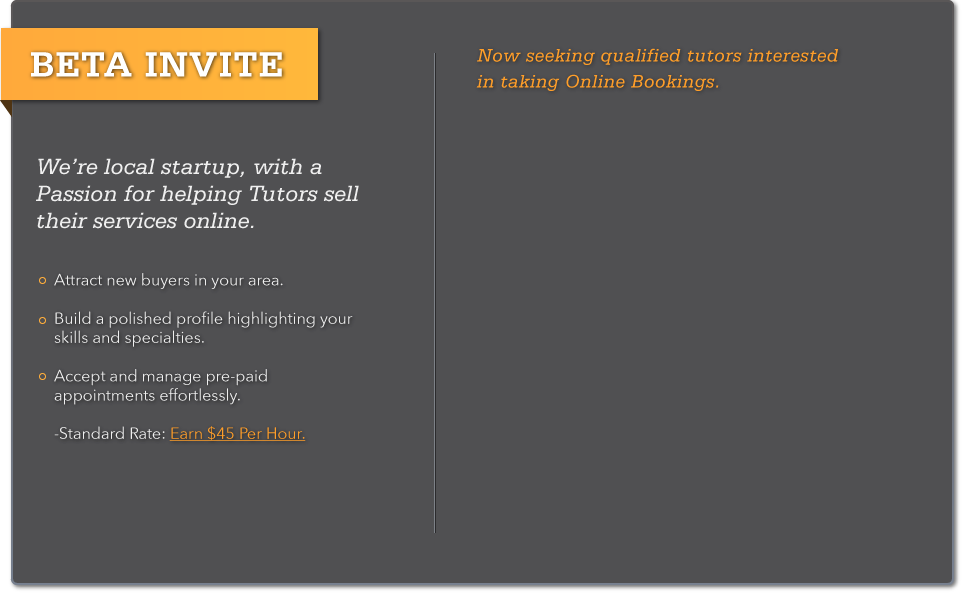 BETA INVITE
We’re local startup, with a
Passion for helping Tutors sell
their services online.
Attract new buyers in your area.
Build a polished profile highlighting your
skills and specialties.
Accept and manage pre-paid
appointments effortlessly.
-Standard Rate: Earn $45 Per Hour.
Now seeking qualified tutors interested
in taking Online Bookings.